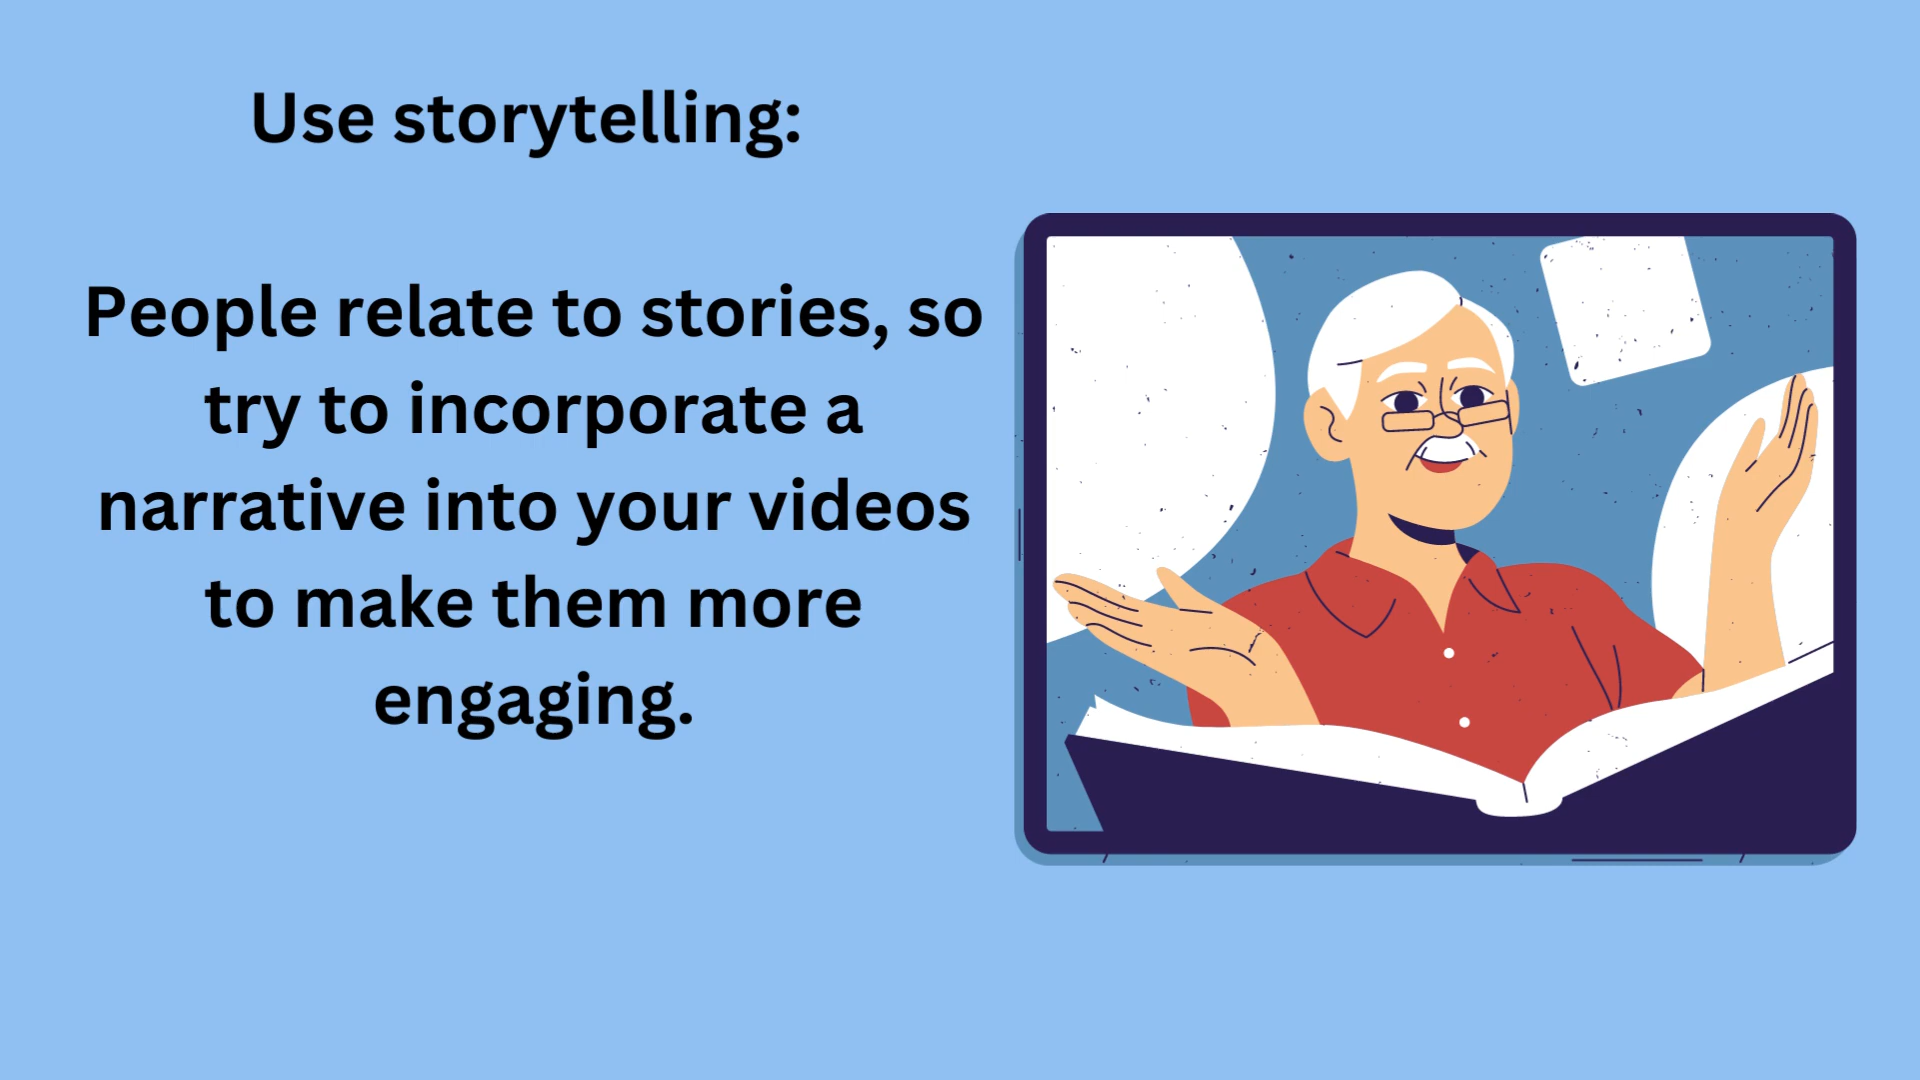 Use storytelling:
People relate to stories, so
try to incorporate a
narrative into your videos
to make them more
engaging.